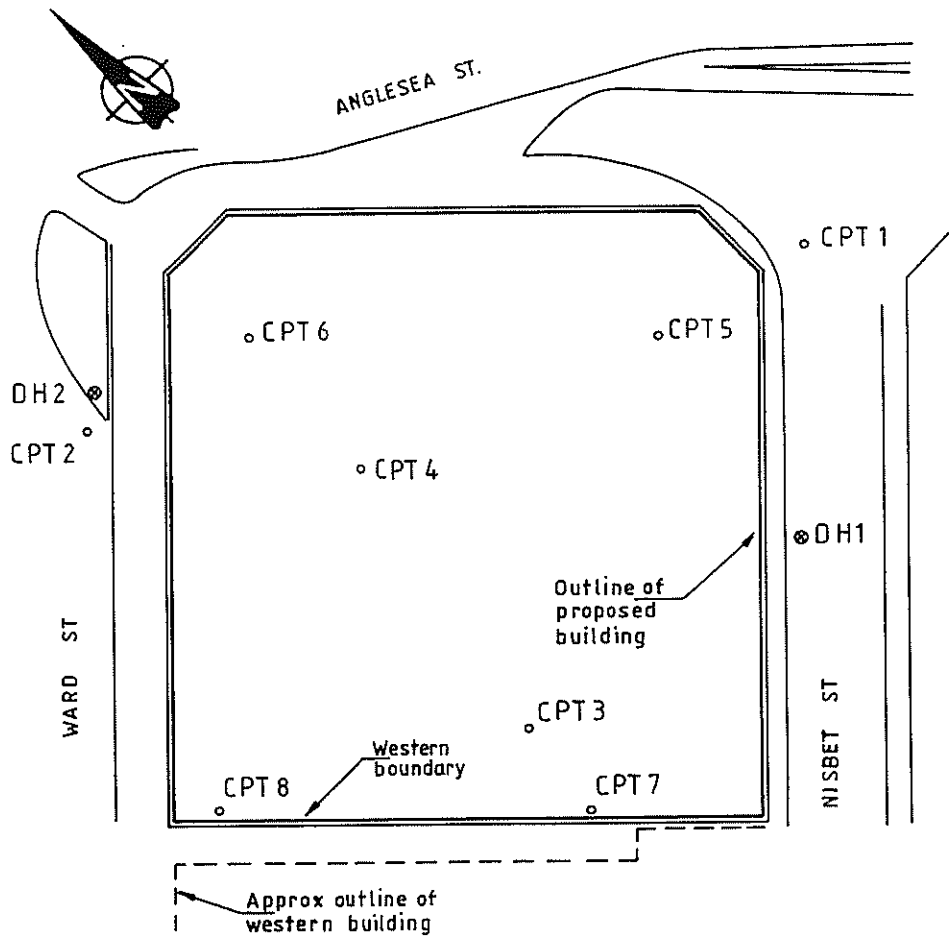 ANGLESEA ST.
CPT 1
CPT 6
CPT 5
DH2
CPT 2
CPT 4
DH1
Outline of
proposed
building
WARD ST
NISBET ST
CPT 3
Western
boundary
CPT 8
CPT 7
Approx outline of
western building